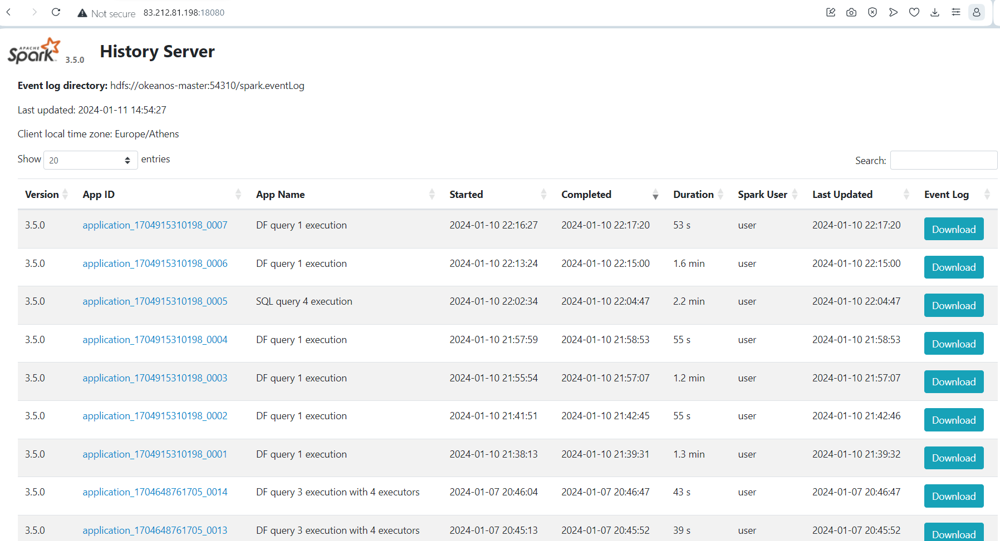 Not secure 83.212.81.198:18080
APACHE Spark™ 3.5.0 History Server
Event log directory: hdfs://okeanos-master:54310/spark.eventLog
Last updated: 2024-01-11 14:54:27
Client local time zone: Europe/Athens
Show 20 entries Search:
Version App ID App Name Started Completed Duration Spark User Last Updated Event Log
3.5.0 application_1704915310198_0007 DF query 1 execution 2024-01-10 22:16:27 2024-01-10 22:17:20 53 s user 2024-01-10 22:17:20 Download
3.5.0 application_1704915310198_0006 DF query 1 execution 2024-01-10 22:13:24 2024-01-10 22:15:00 1.6 min user 2024-01-10 22:15:00 Download
3.5.0 application_1704915310198_0005 SQL query 4 execution 2024-01-10 22:02:34 2024-01-10 22:04:47 2.2 min user 2024-01-10 22:04:47 Download
3.5.0 application_1704915310198_0004 DF query 1 execution 2024-01-10 21:57:59 2024-01-10 21:58:53 55 s user 2024-01-10 21:58:53 Download
3.5.0 application_1704915310198_0003 DF query 1 execution 2024-01-10 21:55:54 2024-01-10 21:57:07 1.2 min user 2024-01-10 21:57:07 Download
3.5.0 application_1704915310198_0002 DF query 1 execution 2024-01-10 21:41:51 2024-01-10 21:42:45 55 s user 2024-01-10 21:42:46 Download
3.5.0 application_1704915310198_0001 DF query 1 execution 2024-01-10 21:38:13 2024-01-10 21:39:31 1.3 min user 2024-01-10 21:39:32 Download
3.5.0 application_1704648761705_0014 DF query 3 execution with 4 executors 2024-01-07 20:46:04 2024-01-07 20:46:47 43 s user 2024-01-07 20:46:47 Download
3.5.0 application_1704648761705_0013 DF query 3 execution with 4 executors 2024-01-07 20:45:13 2024-01-07 20:45:52 39 s user 2024-01-07 20:45:52 Download